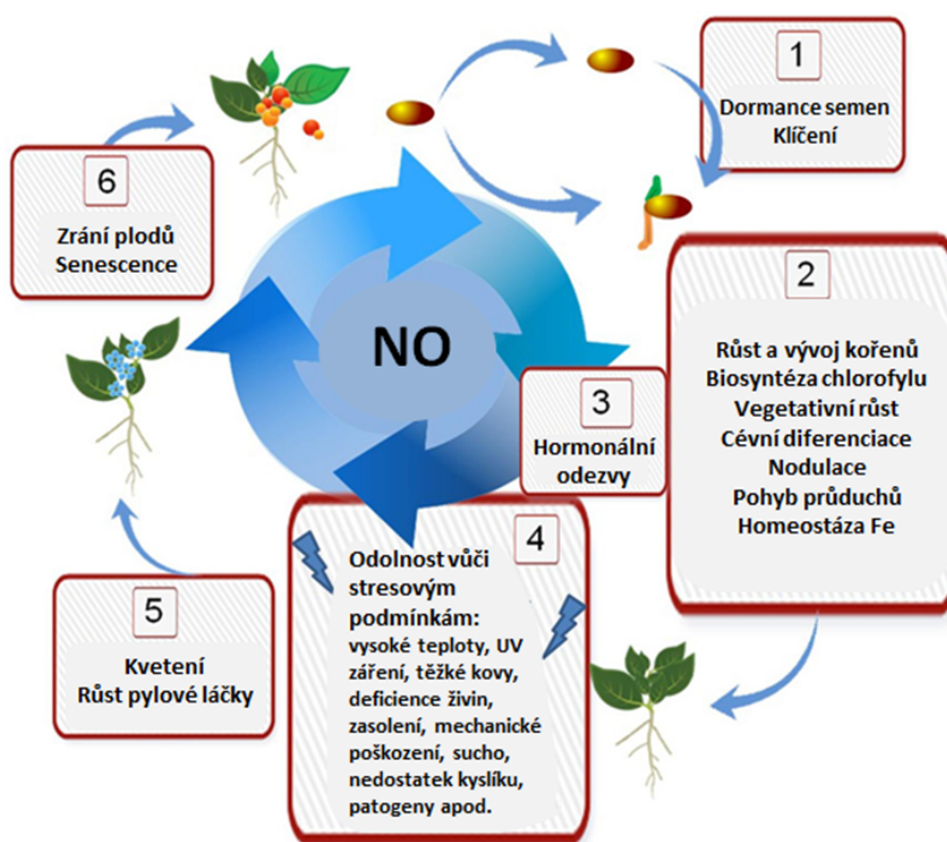 1
Dormance semen
Klíčení
6
Zrání plodů
Senescence
NO
2
Růst a vývoj kořenů
Biosyntéza chlorofylu
Vegetativní růst
Cévní diferenciace
Nodulace
Pohyb průduchů
Homeostáza Fe
3
Hormonální
odezvy
4
Odolnost vůči
stresovým
podmínkám:
vysoké teploty, UV
záření, těžké kovy,
deficience živin,
zasolení, mechanické
poškození, sucho,
nedostatek kyslíku,
patogeny apod.
5
Kvetení
Růst pylové láčky